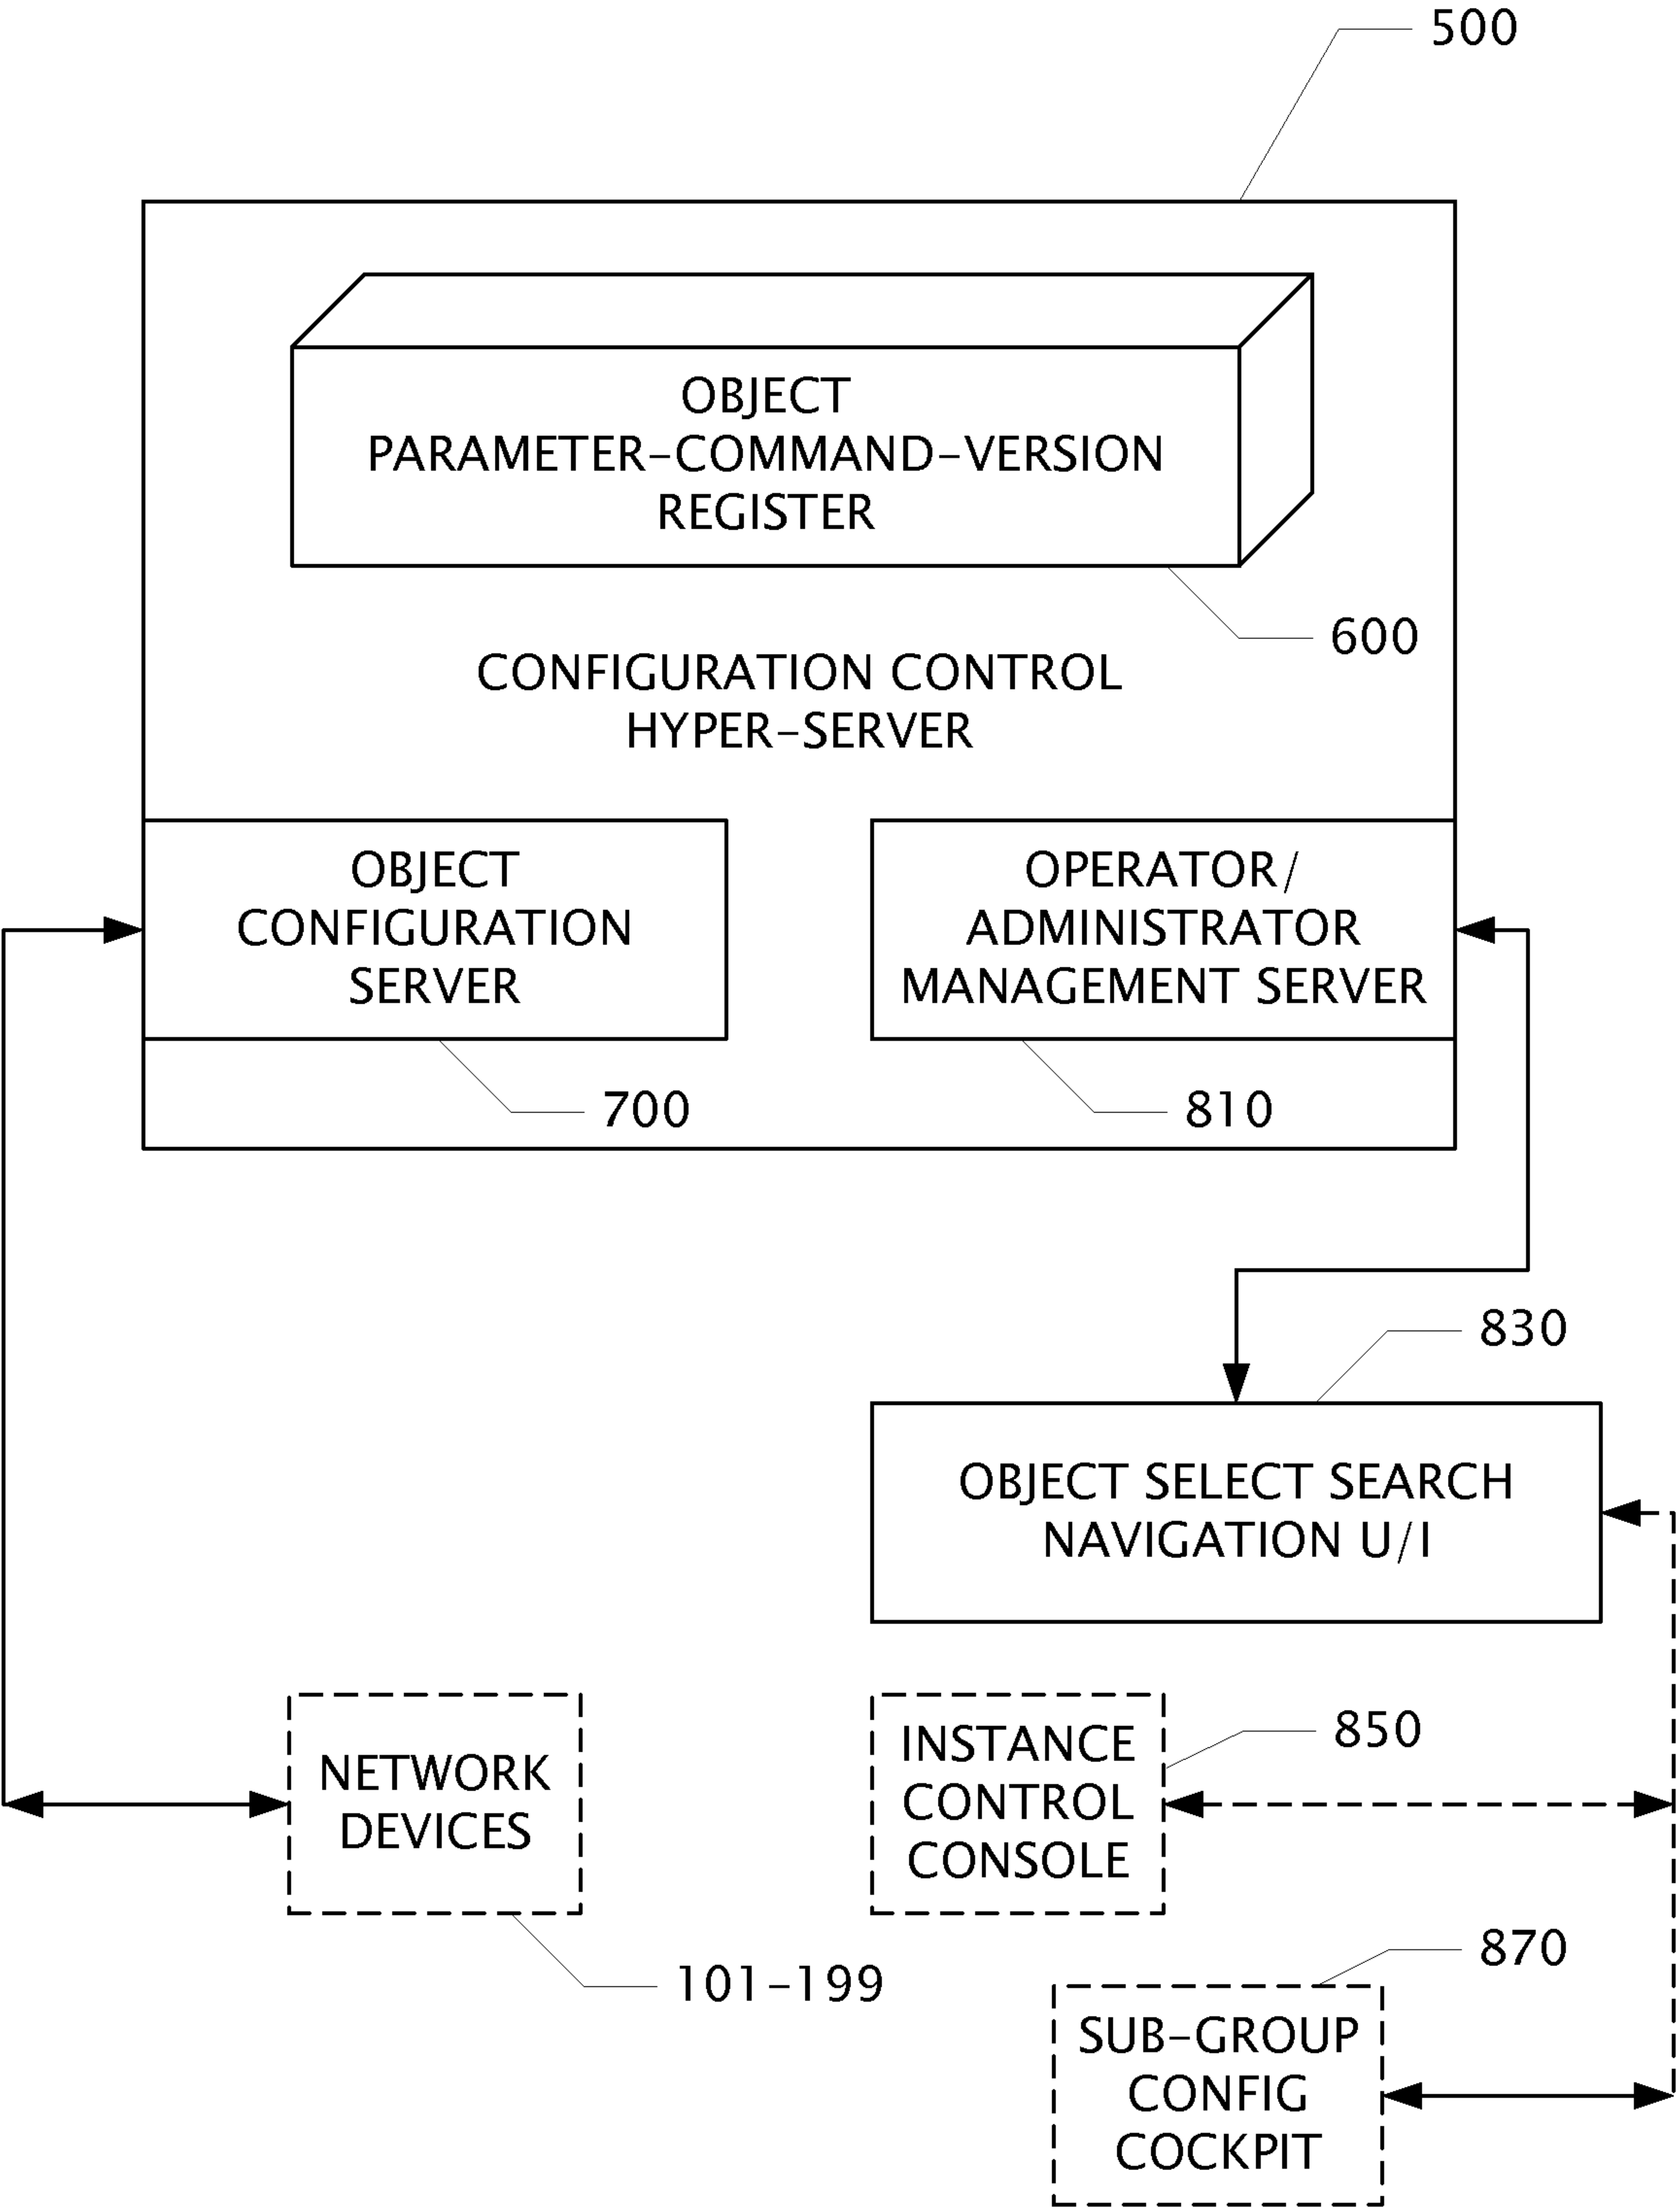 500
OBJECT
PARAMETER-COMMAND-VERSION
REGISTER
600
CONFIGURATION CONTROL
HYPER-SERVER
OBJECT
CONFIGURATION
SERVER
700
OPERATOR/
ADMINISTRATOR
MANAGEMENT SERVER
810
830
OBJECT SELECT SEARCH
NAVIGATION U/I
NETWORK
DEVICES
101-199
INSTANCE
CONTROL
CONSOLE
850
870
SUB-GROUP
CONFIG
COCKPIT